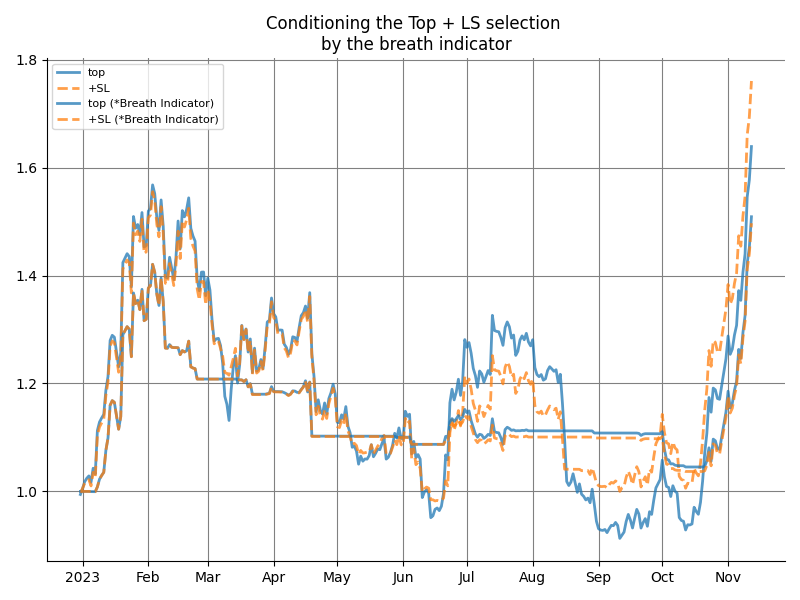 Conditioning the Top + LS selection
by the breath indicator
1.8
top
+SL
top (*Breath Indicator)
+SL (*Breath Indicator)
1.6
1.4
1.2
1.0
2023 Feb Mar Apr May Jun Jul Aug Sep Oct Nov